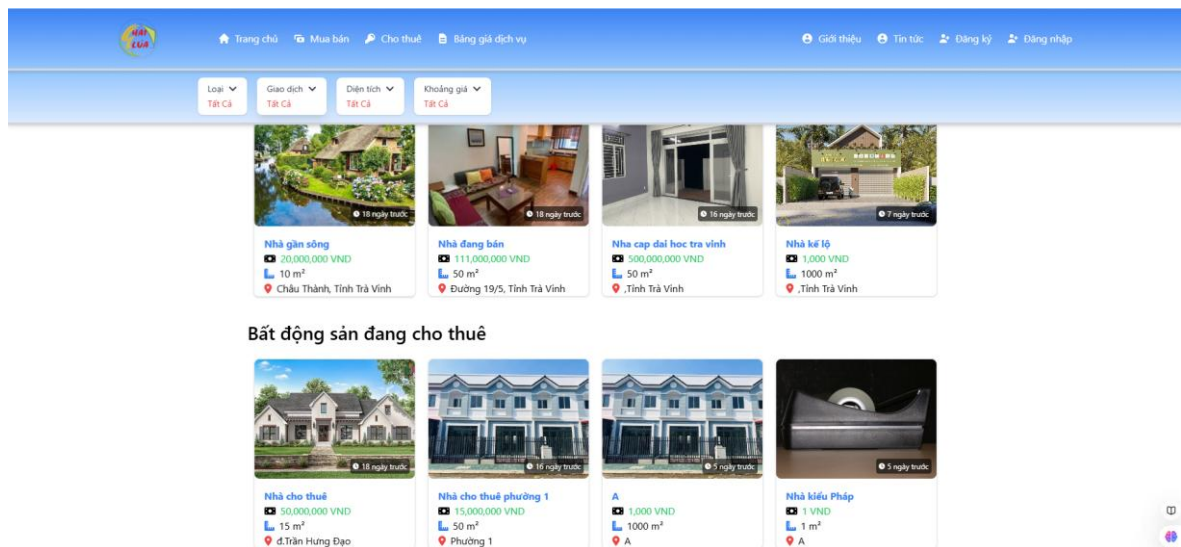 HAI LÚA
Trang chủ Mua bán Cho thuê Bảng giá dịch vụ Giới thiệu Tin tức Đăng ký Đăng nhập
Loại Giao dịch Diện tích Khoảng giá
Tất Cả Tất Cả Tất Cả Tất Cả
18 ngày trước 18 ngày trước 16 ngày trước 7 ngày trước
Nhà gần sông Nhà đang bán Nha cap dai hoc tra vinh Nhà kế lộ
20,000,000 VND 111,000,000 VND 500,000,000 VND 1,000 VND
10 m² 50 m² 50 m² 1000 m²
Châu Thành, Tỉnh Trà Vinh Đường 19/5, Tỉnh Trà Vinh ,Tỉnh Trà Vinh ,Tỉnh Trà Vinh
Bất động sản đang cho thuê
18 ngày trước 16 ngày trước 5 ngày trước 5 ngày trước
Nhà cho thuê Nhà cho thuê phường 1 A Nhà kiểu Pháp
50,000,000 VND 15,000,000 VND 1,000 VND 1 VND
15 m² 50 m² 1000 m² 1 m²
đ.Trần Hưng Đạo Phường 1 A A